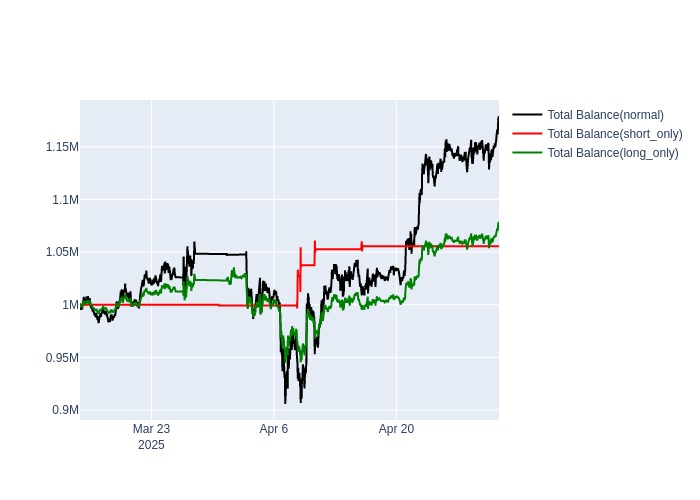 Total Balance(normal)
Total Balance(short_only)
Total Balance(long_only)
1.15M
1.1M
1.05M
1M
0.95M
0.9M
Mar 23
2025
Apr 6
Apr 20